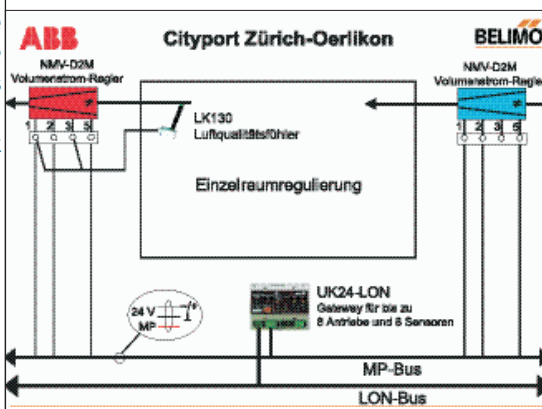 ABB
Cityport Zürich-Oerlikon
BELIMO
NMV-D2M
Volumenstrom-Regler
NMV-D2M
Volumenstrom-Regler
1 2 3 5
1 2 3 5
LK130
Luftqualitätsfühler
Einzelraumregulierung
UK24-LON
Gateway für bis zu
8 Antriebe und 8 Sensoren
24 V
MP
MP-Bus
LON-Bus